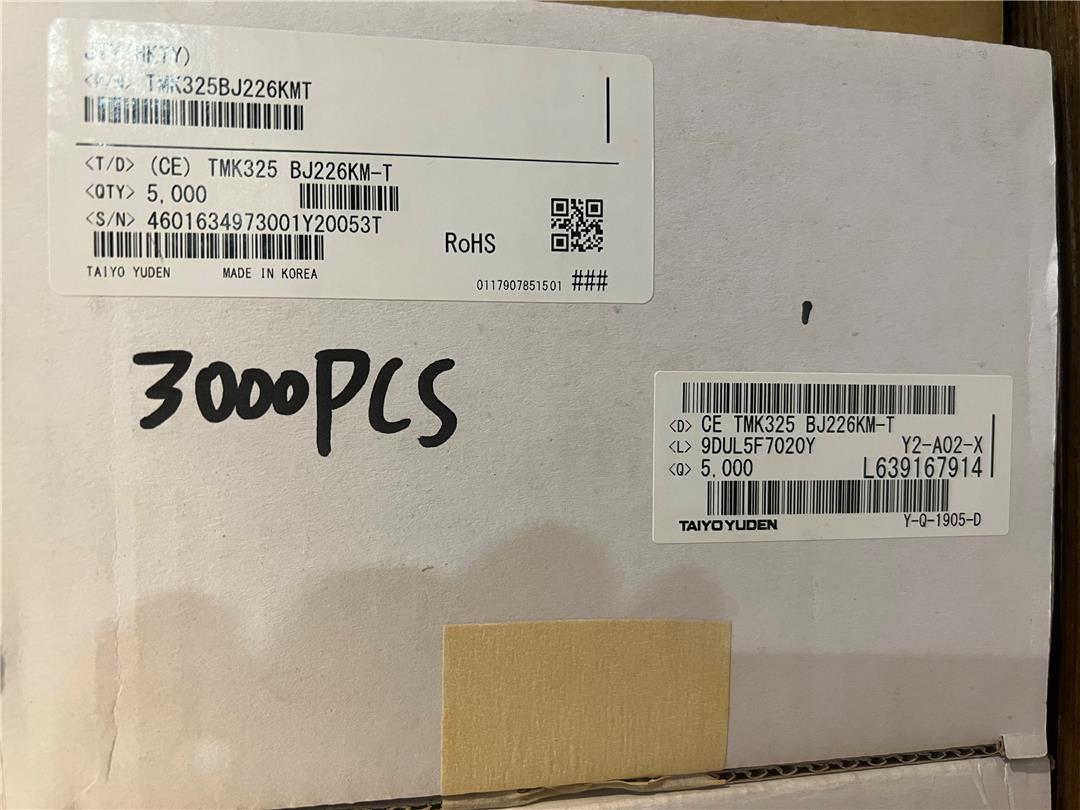 <P/N> TMK325BJ226KMT
<T/D> (CE) TMK325 BJ226KM-T
<QTY> 5,000
<S/N> 4601634973001Y20053T
RoHS
TAIYO YUDEN MADE IN KOREA
0117907851501 ###
3000PCS
<D> CE TMK325 BJ226KM-T
<L> 9DUL5F7020Y Y2-A02-X
<Q> 5,000 L639167914
TAIYO YUDEN Y-Q-1905-D